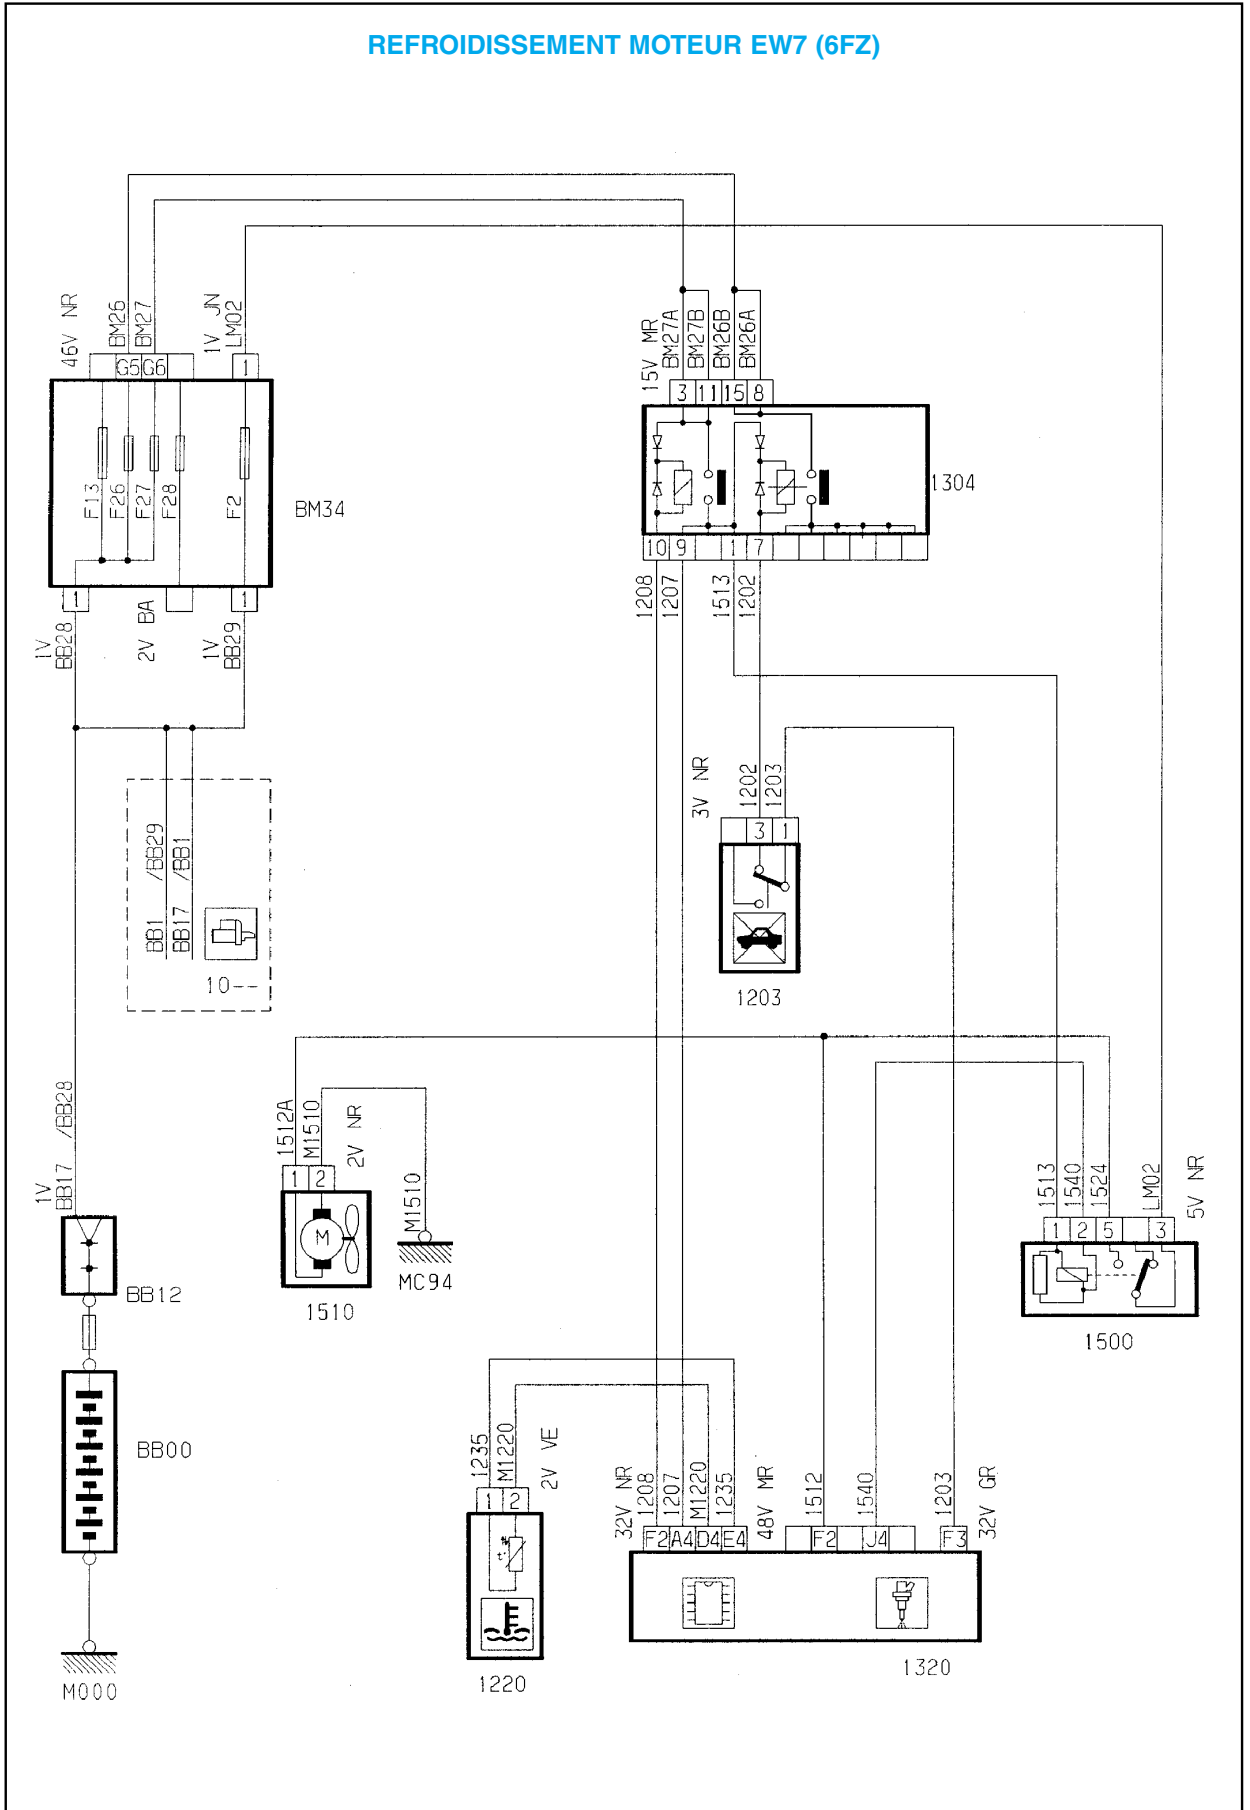 REFROIDISSEMENT MOTEUR EW7 (6FZ)
46V NR
BM26
BM27
1V JN
LM02
G5
G6
1
F13
F26
F27
F28
F2
BM34
1
1
1V
BB28
2V BA
1V
BB29
15V MR
BM27A
BM27B
BM26B
BM26A
3
11
15
8
1304
10
9
1
7
1208
1207
1513
1202
3V NR
1202
1203
3
1
1203
BB1 /BB29
BB17 /BB1
10--
1V
BB17 /BB28
BB12
BB00
M000
1512A
M1510
2V NR
1
2
M
1510
M1510
MC94
1513
1540
1524
LM02
5V NR
1
2
5
3
1500
1235
M1220
2V VE
1
2
t°
1220
32V NR
1208
1207
M1220
1235
48V MR
1512
1540
1203
32V GR
F2
A4
D4
E4
F2
J4
F3
1320